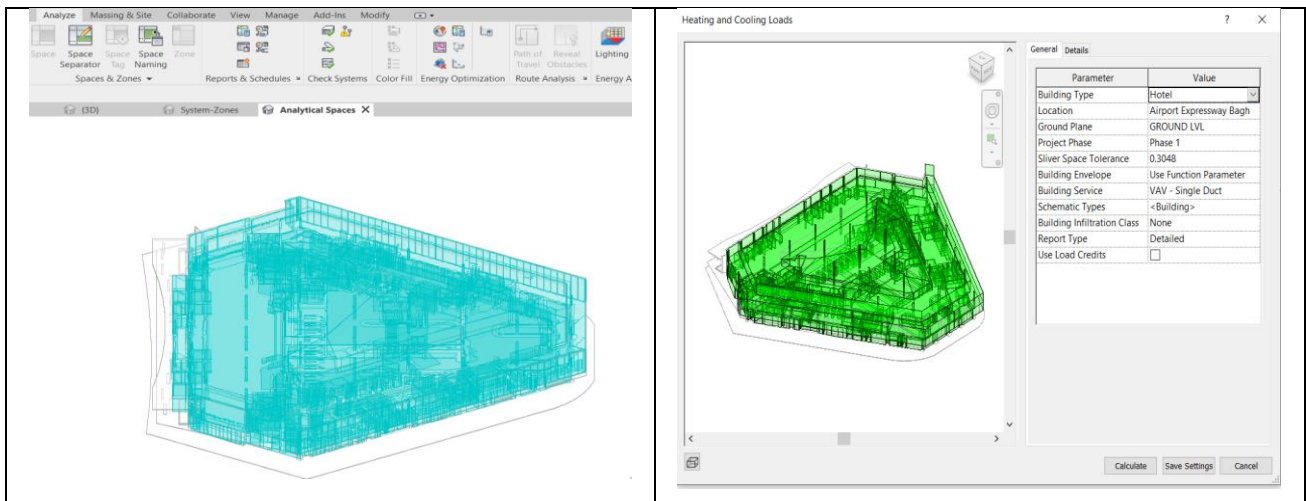 Analyze Massing & Site Collaborate View Manage Add-Ins Modify
Space Space Separator Space Tag Space Naming Zone
Path of Travel Reveal Obstacles Lighting
Spaces & Zones Reports & Schedules Check Systems Color Fill Energy Optimization Route Analysis Energy A
(3D) System-Zones Analytical Spaces X
Heating and Cooling Loads ? X
General Details
Parameter Value
Building Type Hotel
Location Airport Expressway Bagh
Ground Plane GROUND LVL
Project Phase Phase 1
Sliver Space Tolerance 0.3048
Building Envelope Use Function Parameter
Building Service VAV - Single Duct
Schematic Types <Building>
Building Infiltration Class None
Report Type Detailed
Use Load Credits
Calculate Save Settings Cancel